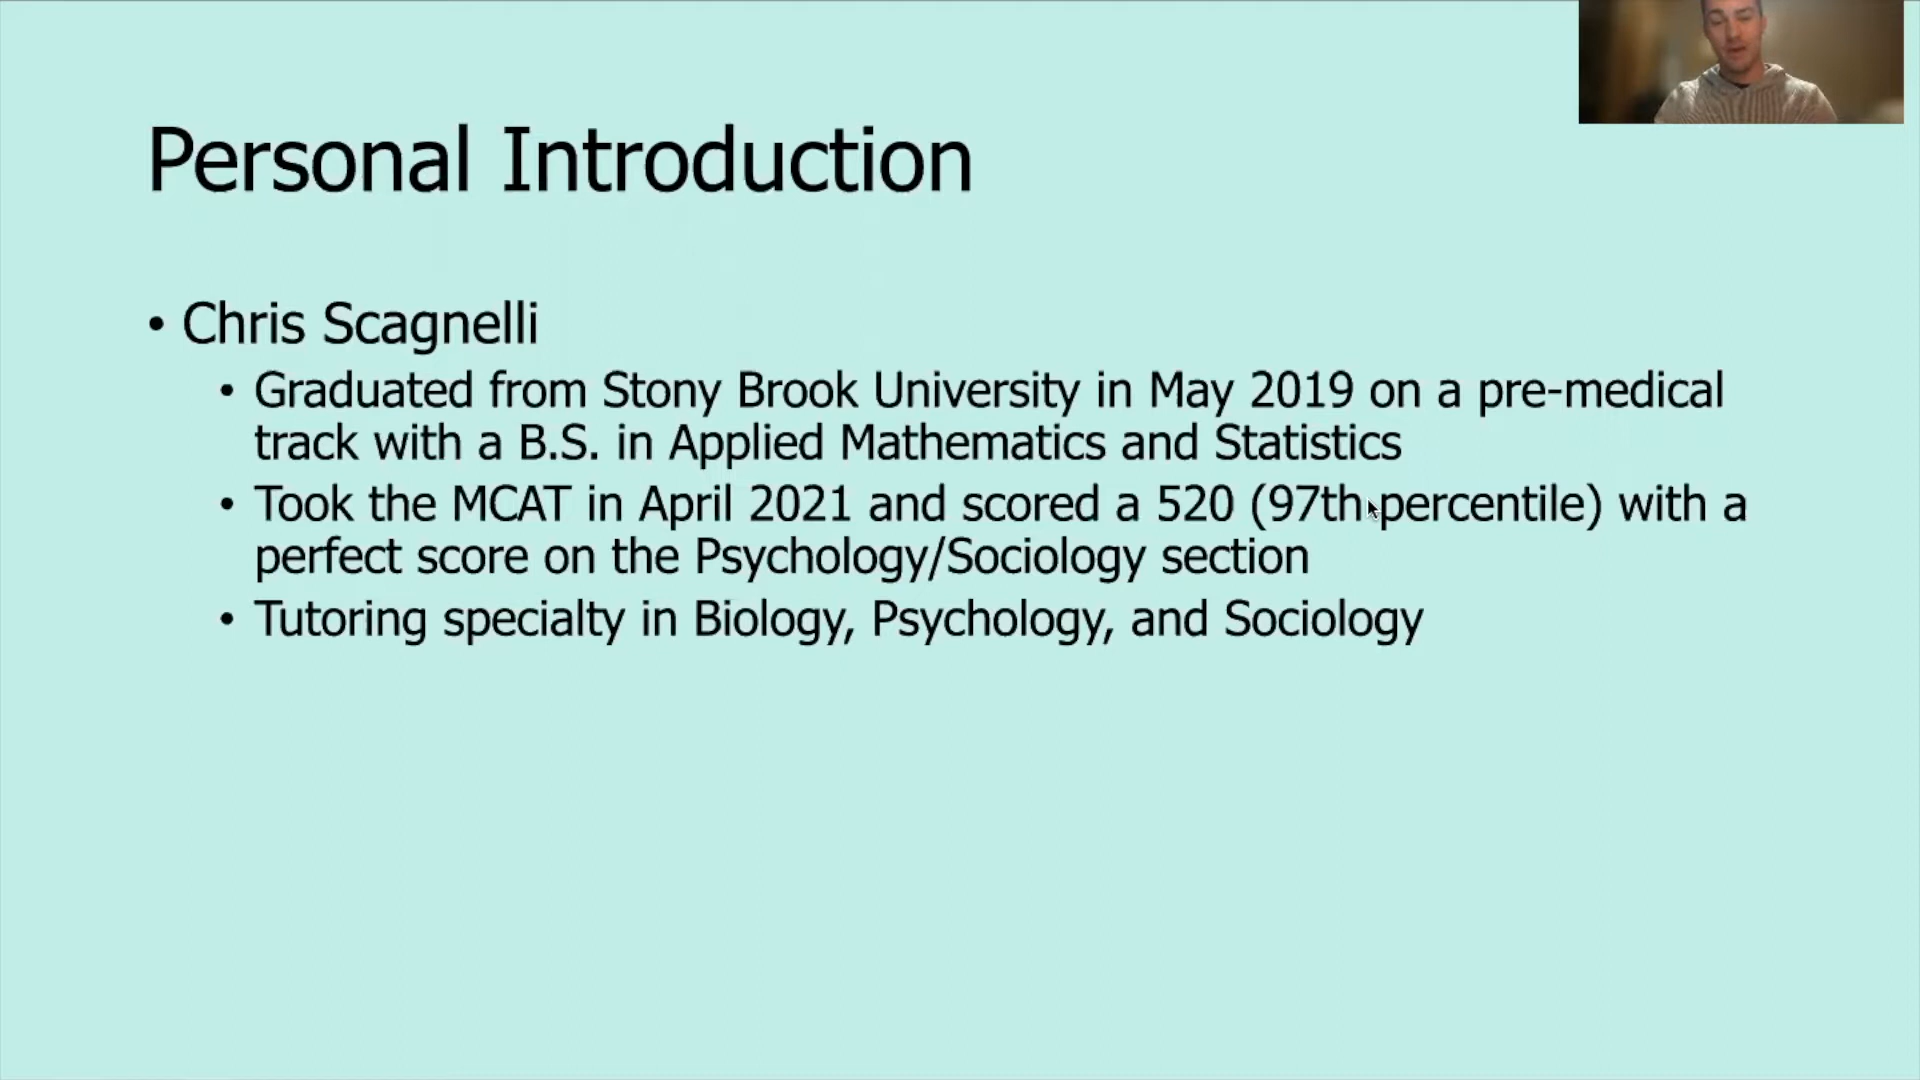 Personal Introduction
• Chris Scagnelli
• Graduated from Stony Brook University in May 2019 on a pre-medical
track with a B.S. in Applied Mathematics and Statistics
• Took the MCAT in April 2021 and scored a 520 (97th percentile) with a
perfect score on the Psychology/Sociology section
• Tutoring specialty in Biology, Psychology, and Sociology